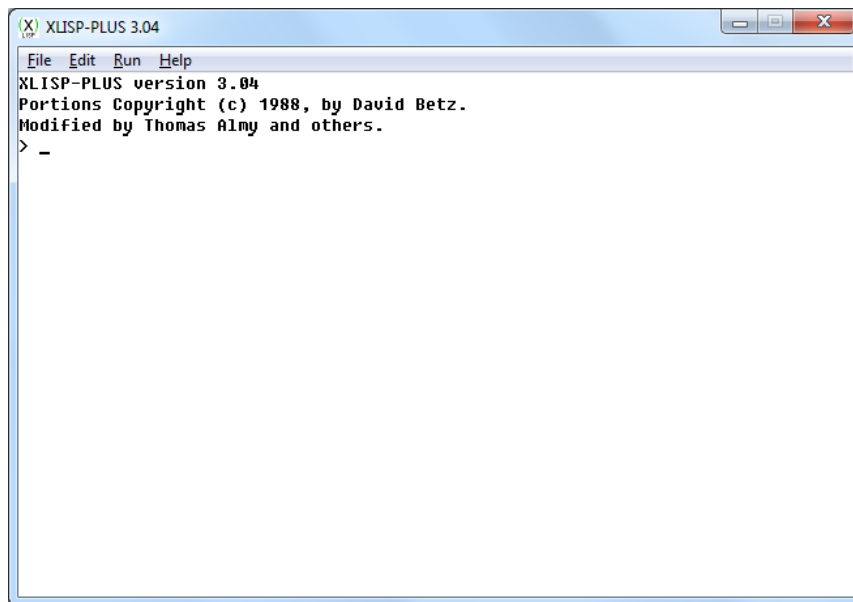 (X) LISP XLISP-PLUS 3.04
File Edit Run Help
XLISP-PLUS version 3.04
Portions Copyright (c) 1988, by David Betz.
Modified by Thomas Almy and others.
> _